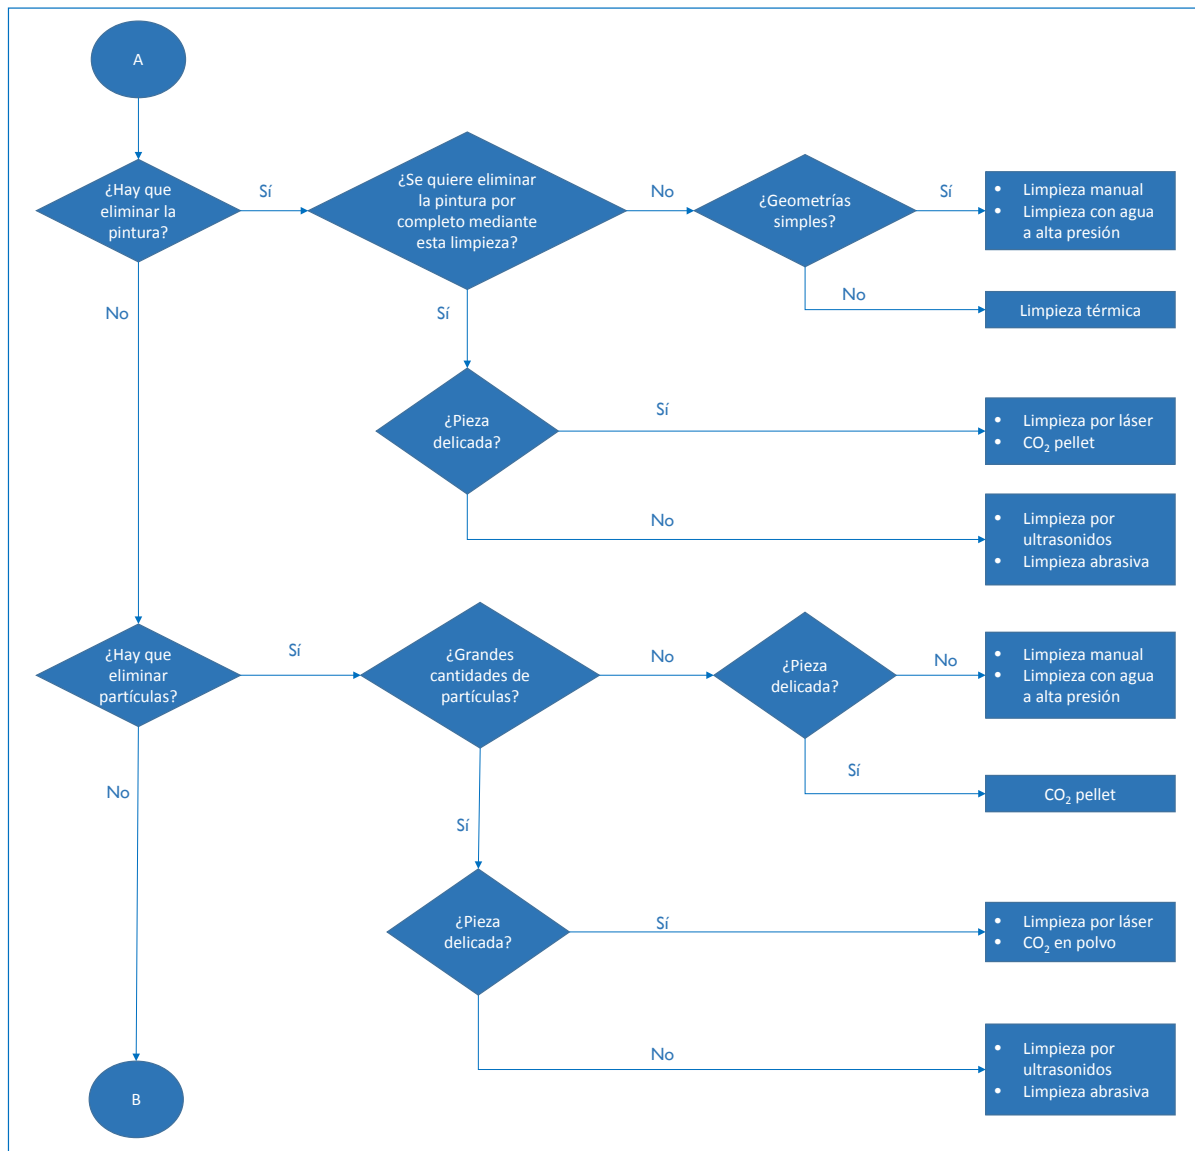 A
¿Hay que
eliminar la
pintura?
Sí
¿Se quiere eliminar
la pintura por
completo mediante
esta limpieza?
No
¿Geometrías
simples?
Sí
• Limpieza manual
• Limpieza con agua
a alta presión
No
Limpieza térmica
No
Sí
¿Pieza
delicada?
Sí
• Limpieza por láser
• CO₂ pellet
No
• Limpieza por
ultrasonidos
• Limpieza abrasiva
¿Hay que
eliminar
partículas?
Sí
¿Grandes
cantidades de
partículas?
No
¿Pieza
delicada?
No
• Limpieza manual
• Limpieza con agua
a alta presión
Sí
CO₂ pellet
No
Sí
¿Pieza
delicada?
Sí
• Limpieza por láser
• CO₂ en polvo
No
• Limpieza por
ultrasonidos
• Limpieza abrasiva
B